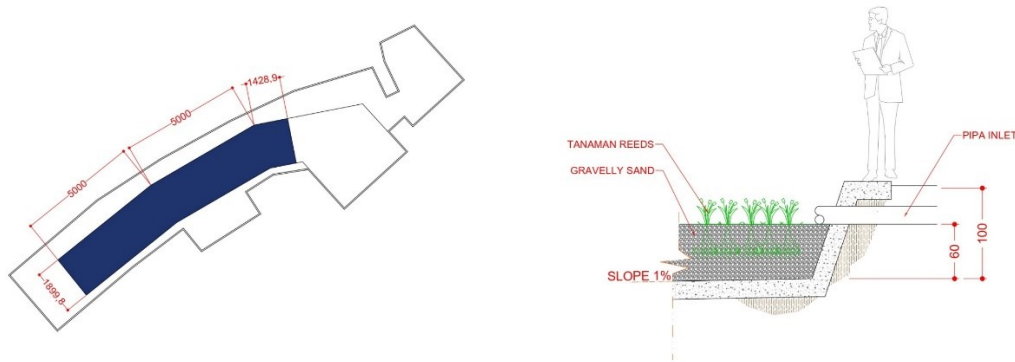 1428.9
5000
5000
1899.8
TANAMAN REEDS
GRAVELLY SAND
PIPA INLET
SLOPE 1%
60
100